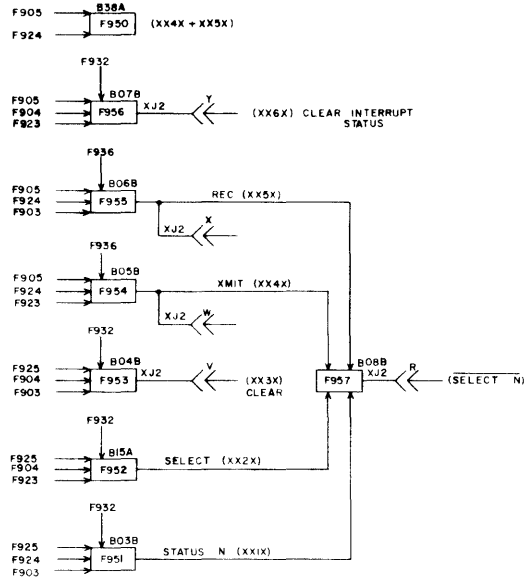 B38A
F905
F950
(XX4X + XX5X)
F924
F932
B07B
F905
F904
F956
XJ2
Y
(XX6X) CLEAR INTERRUPT
STATUS
F923
F936
B06B
F905
F924
F955
REC (XX5X)
F903
XJ2
X
F936
B05B
F905
F924
F954
XMIT (XX4X)
F923
XJ2
W
F932
B04B
F925
F904
F953
XJ2
V
(XX3X)
CLEAR
F903
B08B
F957
XJ2
R
(SELECT N)
F932
B15A
F925
F904
F952
SELECT (XX2X)
F923
F932
B03B
F925
F924
F951
STATUS N (XX1X)
F903